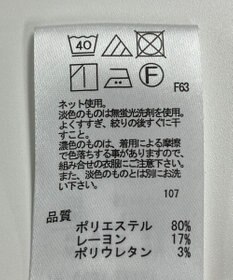 40
F
F63
ネット使用。
淡色のものは無蛍光洗剤を使用。
よくすすぎ、絞りの後すぐに干
すこと。
濃色のものは、着用による摩擦
で色落ちする事がありますので、
組み合せの衣服にご注意下さい。
また、淡色のものとは別にお洗
い下さい。
107
品質
ポリエステル 80%
レーヨン 17%
ポリウレタン 3%